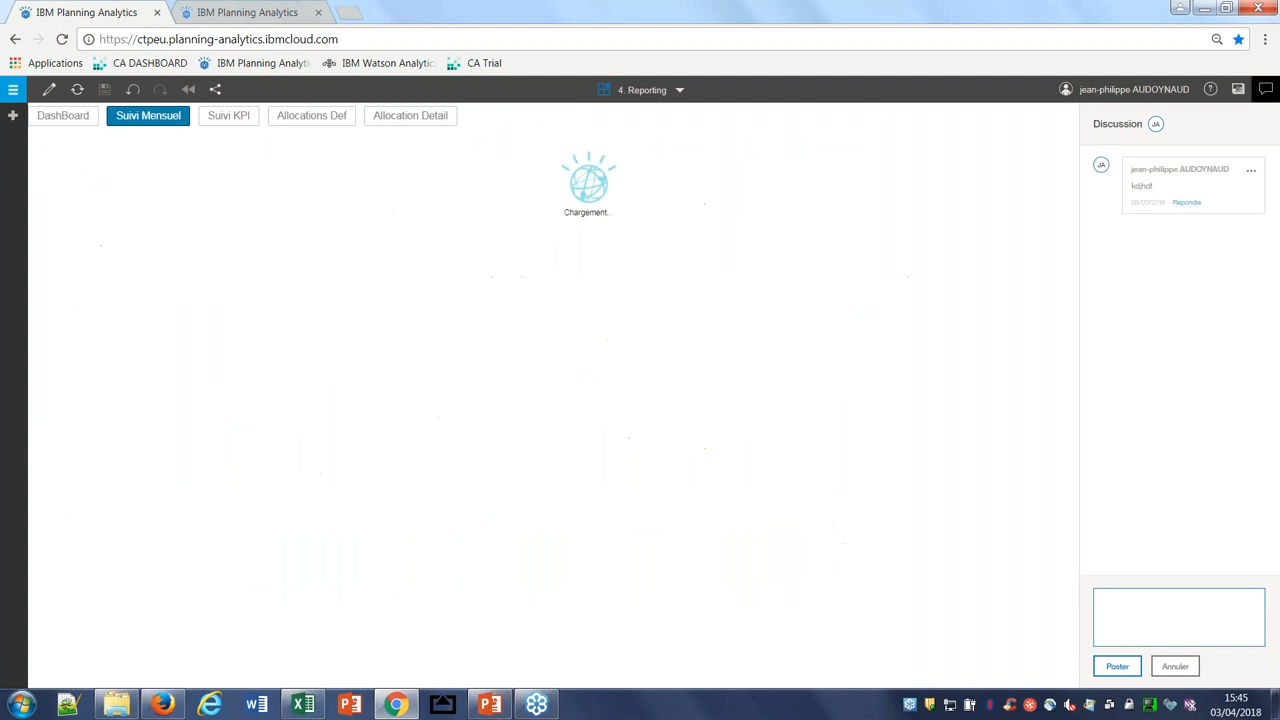 IBM Planning Analytics
IBM Planning Analytics
https://ctpeu.planning-analytics.ibmcloud.com
Applications
CA DASHBOARD
IBM Planning Analyti
IBM Watson Analytic
CA Trial
4. Reporting
jean-philippe AUDOYNAUD
DashBoard
Suivi Mensuel
Suivi KPI
Allocations Def
Allocation Detail
Discussion
JA
Chargement...
JA
jean-philippe AUDOYNAUD
kdjhdf
Répondre
Poster
Annuler
15:45
03/04/2018